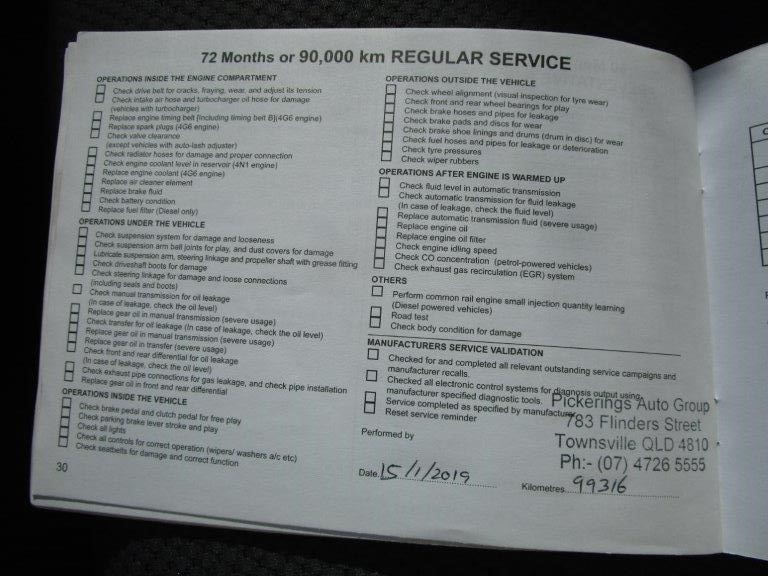 72 Months or 90,000 km REGULAR SERVICE
OPERATIONS INSIDE THE ENGINE COMPARTMENT
Check drive belt for cracks, fraying, wear, and adjust its tension
Check intake air hose and turbocharger oil hose for damage
(vehicles with turbocharger)
Replace engine timing belt [Including timing belt B](4G6 engine)
Replace spark plugs (4G6 engine)
Check valve clearance
(except vehicles with auto-lash adjuster)
Check radiator hoses for damage and proper connection
Check engine coolant level in reservoir (4N1 engine)
Replace engine coolant (4G6 engine)
Replace air cleaner element
Replace brake fluid
Check battery condition
Replace fuel filter (Diesel only)
OPERATIONS UNDER THE VEHICLE
Check suspension system for damage and looseness
Check suspension arm ball joints for play, and dust covers for damage
Lubricate suspension arm, steering linkage and propeller shaft with grease fitting
Check driveshaft boots for damage
Check steering linkage for damage and loose connections
(including seals and boots)
Check manual transmission for oil leakage
(In case of leakage, check the oil level)
Replace gear oil in manual transmission (severe usage)
Check transfer for oil leakage (In case of leakage, check the oil level)
Replace gear oil in manual transmission (severe usage)
Replace gear oil in transfer (severe usage)
Check front and rear differential for oil leakage
(In case of leakage, check the oil level)
Check exhaust pipe connections for gas leakage, and check pipe installation
Replace gear oil in front and rear differential
OPERATIONS INSIDE THE VEHICLE
Check brake pedal and clutch pedal for free play
Check parking brake lever stroke and play
Check all lights
Check all controls for correct operation (wipers/ washers a/c etc)
Check seatbelts for damage and correct function
30
OPERATIONS OUTSIDE THE VEHICLE
Check wheel alignment (visual inspection for tyre wear)
Check front and rear wheel bearings for play
Check brake hoses and pipes for leakage
Check brake pads and discs for wear
Check brake shoe linings and drums (drum in disc) for wear
Check fuel hoses and pipes for leakage or deterioration
Check tyre pressures
Check wiper rubbers
OPERATIONS AFTER ENGINE IS WARMED UP
Check fluid level in automatic transmission
Check automatic transmission for fluid leakage
(In case of leakage, check the fluid level)
Replace automatic transmission fluid (severe usage)
Replace engine oil
Replace engine oil filter
Check engine idling speed
Check CO concentration (petrol-powered vehicles)
Check exhaust gas recirculation (EGR) system
OTHERS
Perform common rail engine small injection quantity learning
(Diesel powered vehicles)
Road test
Check body condition for damage
MANUFACTURERS SERVICE VALIDATION
Checked for and completed all relevant outstanding service campaigns and
manufacturer recalls.
Checked all electronic control systems for diagnosis output using
manufacturer specified diagnostic tools.
Service completed as specified by manufacturer
Reset service reminder
Pickerings Auto Group
783 Flinders Street
Townsville QLD 4810
Ph:- (07) 4726 5555
Performed by
Date 15/1/2019 Kilometres 99316